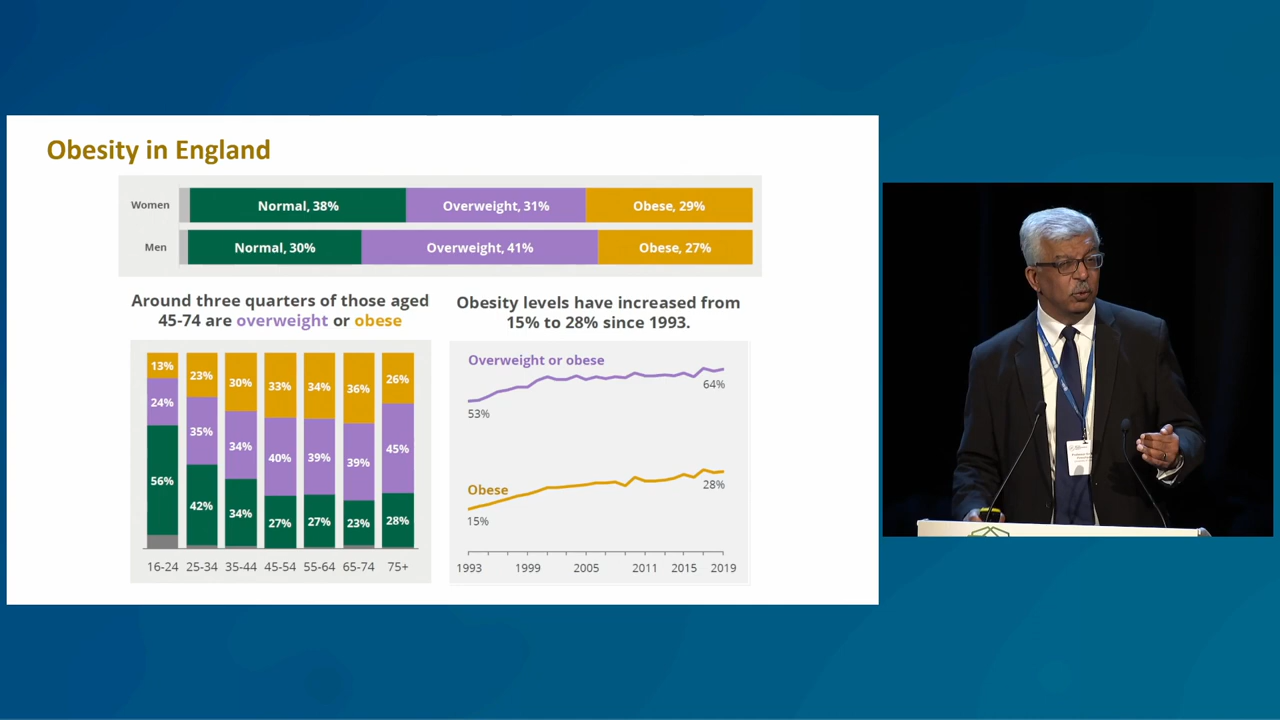 Obesity in England
Women
Normal, 38%
Overweight, 31%
Obese, 29%
Men
Normal, 30%
Overweight, 41%
Obese, 27%
Around three quarters of those aged
45-74 are overweight or obese
13%
23%
30%
33%
34%
36%
26%
24%
35%
34%
40%
39%
39%
45%
56%
42%
34%
27%
27%
23%
28%
16-24
25-34
35-44
45-54
55-64
65-74
75+
Obesity levels have increased from
15% to 28% since 1993.
Overweight or obese
53%
64%
Obese
15%
28%
1993
1999
2005
2011
2015
2019